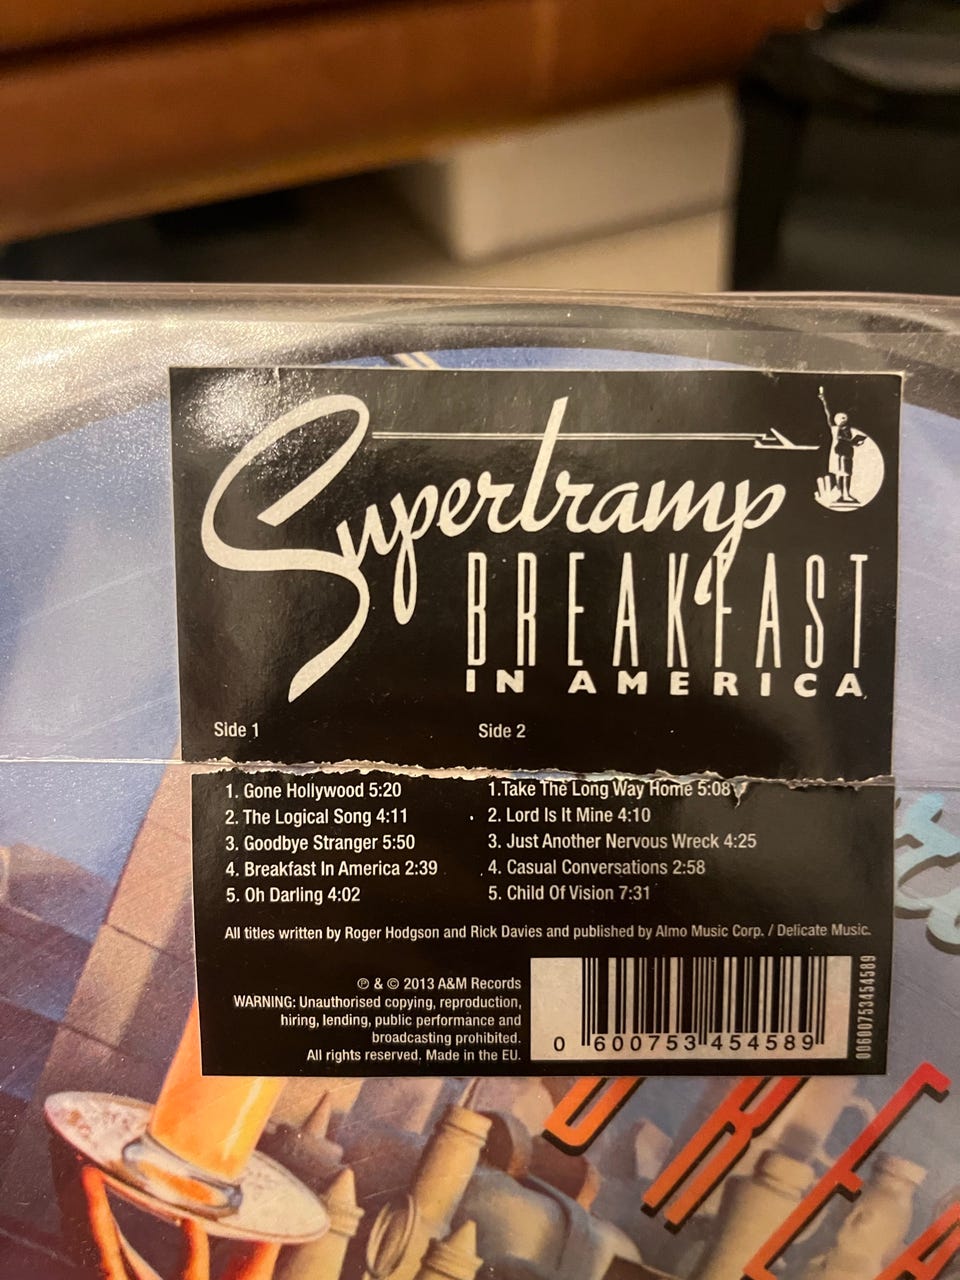 Supertramp
BREAKFAST
IN AMERICA
Side 1
Side 2
1. Gone Hollywood 5:20
2. The Logical Song 4:11
3. Goodbye Stranger 5:50
4. Breakfast In America 2:39
5. Oh Darling 4:02
1.Take The Long Way Home 5:08
2. Lord Is It Mine 4:10
3. Just Another Nervous Wreck 4:25
4. Casual Conversations 2:58
5. Child Of Vision 7:31
All titles written by Roger Hodgson and Rick Davies and published by Almo Music Corp. / Delicate Music.
℗ & © 2013 A&M Records
WARNING: Unauthorised copying, reproduction,
hiring, lending, public performance and
broadcasting prohibited.
All rights reserved. Made in the EU.
0 600753 454589
00600753454589